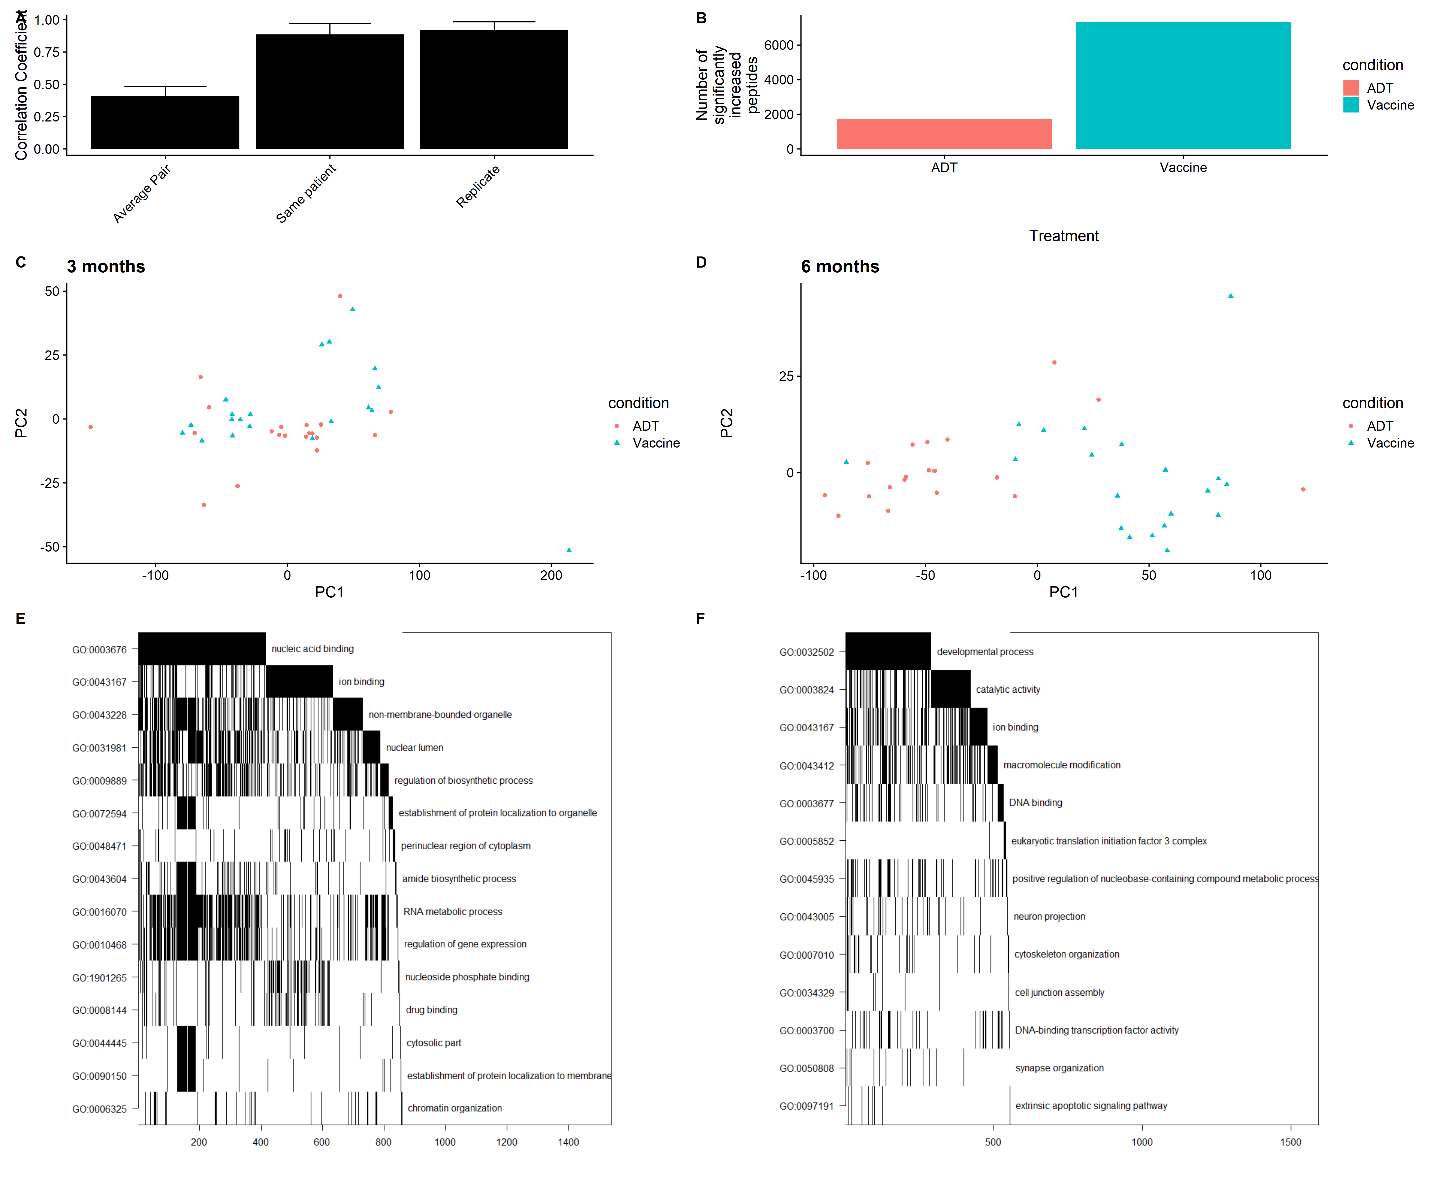 A
Correlation Coefficient
1.00
0.75
0.50
0.25
0.00
Average Pair
Same patient
Replicate
B
Number of
significantly
increased
peptides
6000
4000
2000
0
ADT
Vaccine
Treatment
condition
ADT
Vaccine
C
3 months
PC2
50
25
0
-25
-50
-100
0
100
200
PC1
condition
ADT
Vaccine
D
6 months
PC2
25
0
-100
-50
0
50
100
PC1
condition
ADT
Vaccine
E
GO:0003676 nucleic acid binding
GO:0043167 ion binding
GO:0043228 non-membrane-bounded organelle
GO:0031981 nuclear lumen
GO:0009889 regulation of biosynthetic process
GO:0072594 establishment of protein localization to organelle
GO:0048471 perinuclear region of cytoplasm
GO:0043604 amide biosynthetic process
GO:0016070 RNA metabolic process
GO:0010468 regulation of gene expression
GO:1901265 nucleoside phosphate binding
GO:0008144 drug binding
GO:0044445 cytosolic part
GO:0090150 establishment of protein localization to membrane
GO:0006325 chromatin organization
200
400
600
800
1000
1200
1400
F
GO:0032502 developmental process
GO:0003824 catalytic activity
GO:0043167 ion binding
GO:0043412 macromolecule modification
GO:0003677 DNA binding
GO:0005852 eukaryotic translation initiation factor 3 complex
GO:0045935 positive regulation of nucleobase-containing compound metabolic process
GO:0043005 neuron projection
GO:0007010 cytoskeleton organization
GO:0034329 cell junction assembly
GO:0003700 DNA-binding transcription factor activity
GO:0050808 synapse organization
GO:0097191 extrinsic apoptotic signaling pathway
500
1000
1500